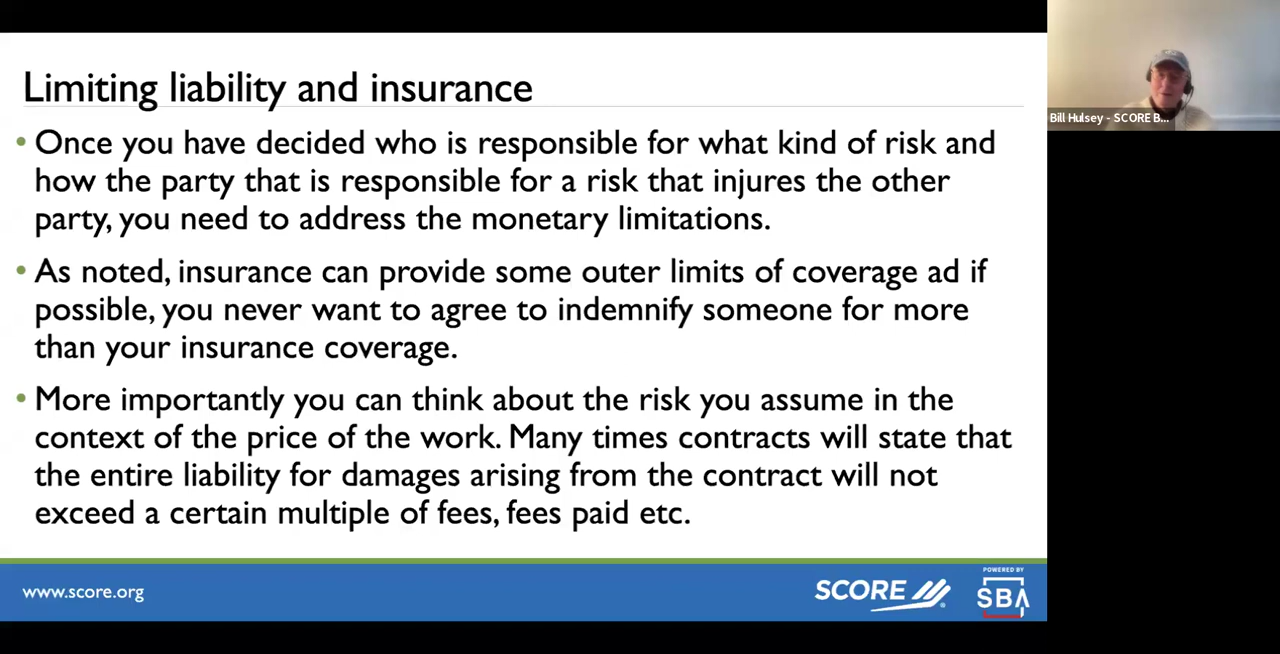 Limiting liability and insurance
• Once you have decided who is responsible for what kind of risk and
how the party that is responsible for a risk that injures the other
party, you need to address the monetary limitations.
• As noted, insurance can provide some outer limits of coverage ad if
possible, you never want to agree to indemnify someone for more
than your insurance coverage.
• More importantly you can think about the risk you assume in the
context of the price of the work. Many times contracts will state that
the entire liability for damages arising from the contract will not
exceed a certain multiple of fees, fees paid etc.
www.score.org
SCORE
POWERED BY
SBA
Bill Hulsey - SCORE B...